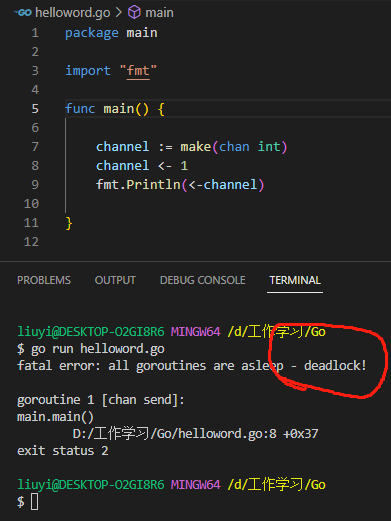 helloword.go > main
1 package main
2
3 import "fmt"
4
5 func main() {
6
7 channel := make(chan int)
8 channel <- 1
9 fmt.Println(<-channel)
10
11 }
12
PROBLEMS OUTPUT DEBUG CONSOLE TERMINAL
liuyi@DESKTOP-O2GI8R6 MINGW64 /d/工作学习/Go
$ go run helloword.go
fatal error: all goroutines are asleep - deadlock!
goroutine 1 [chan send]:
main.main()
D:/工作学习/Go/helloword.go:8 +0x37
exit status 2
liuyi@DESKTOP-O2GI8R6 MINGW64 /d/工作学习/Go
$